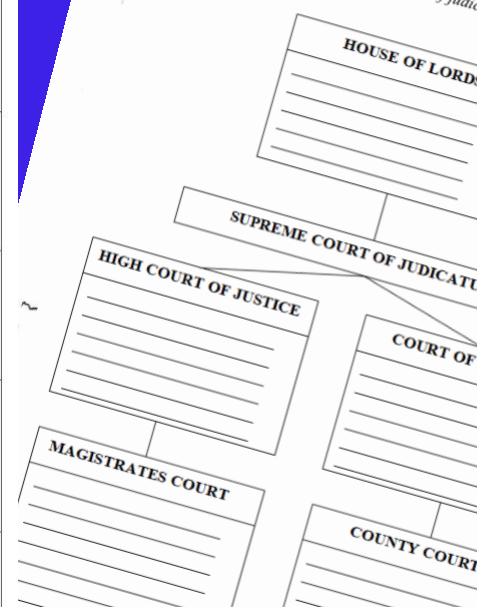 HOUSE OF LORDS
SUPREME COURT OF JUDICATU
HIGH COURT OF JUSTICE
COURT OF
MAGISTRATES COURT
COUNTY COURT